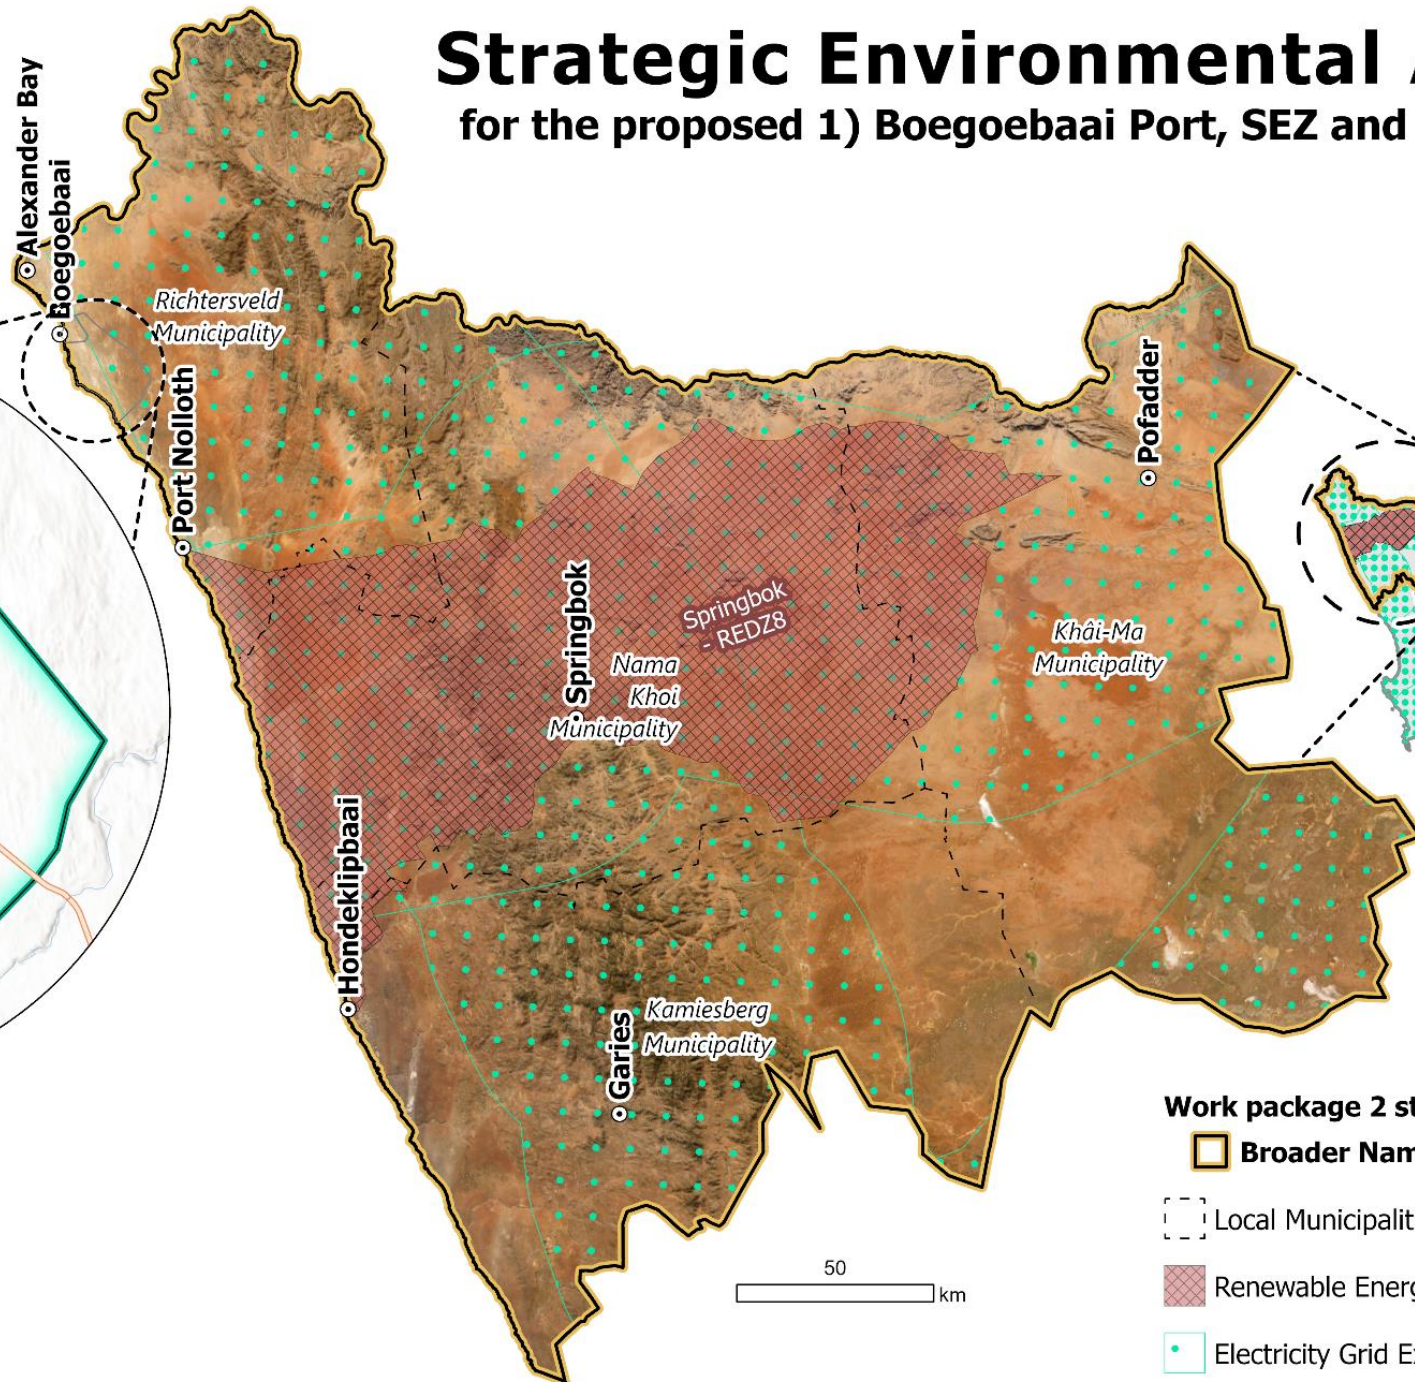 Strategic Environmental
for the proposed 1) Boegoebaai Port, SEZ and
Alexander Bay
Boegoebaai
Richtersveld
Municipality
Port Nolloth
Pofadder
Springbok
- REDZ8
Springbok
Nama
Khoi
Municipality
Khâi-Ma
Municipality
Hondeklipbaai
Kamiesberg
Municipality
Garies
Work package 2 st
Broader Nam
Local Municipalit
Renewable Energ
Electricity Grid E
50
km